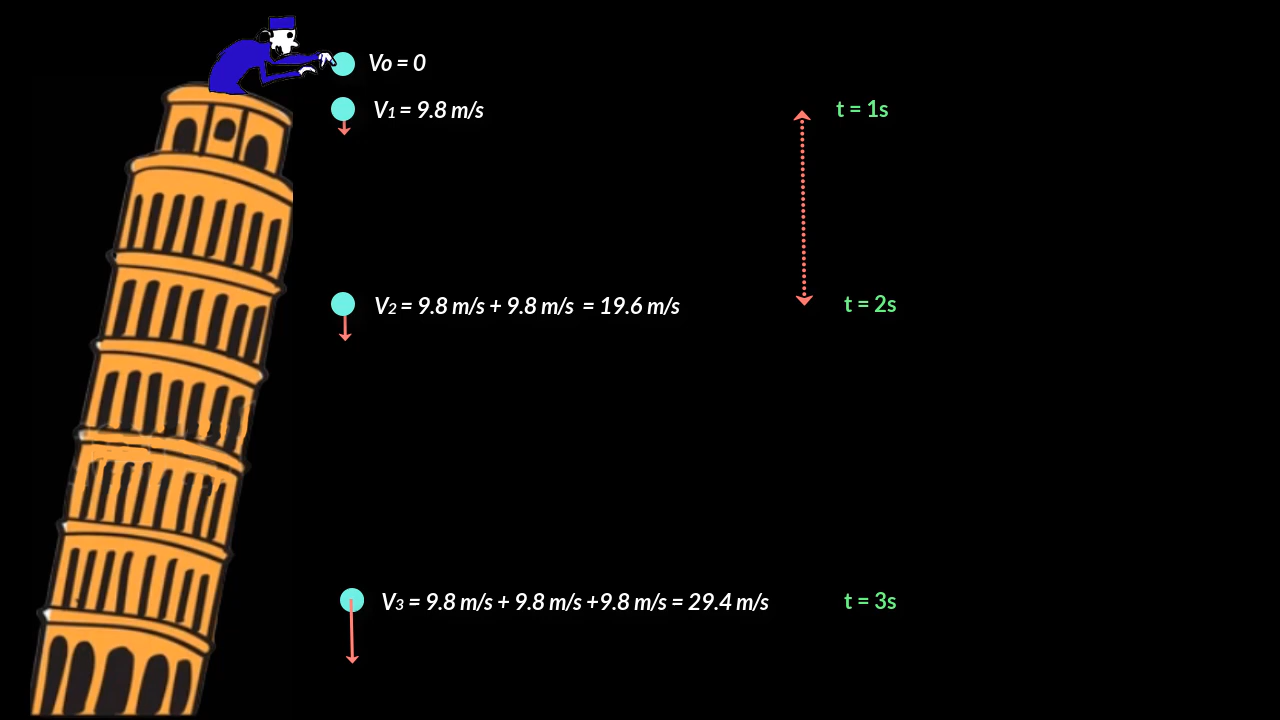 Vo = 0
V1 = 9.8 m/s
t = 1s
V2 = 9.8 m/s + 9.8 m/s = 19.6 m/s
t = 2s
V3 = 9.8 m/s + 9.8 m/s +9.8 m/s = 29.4 m/s
t = 3s